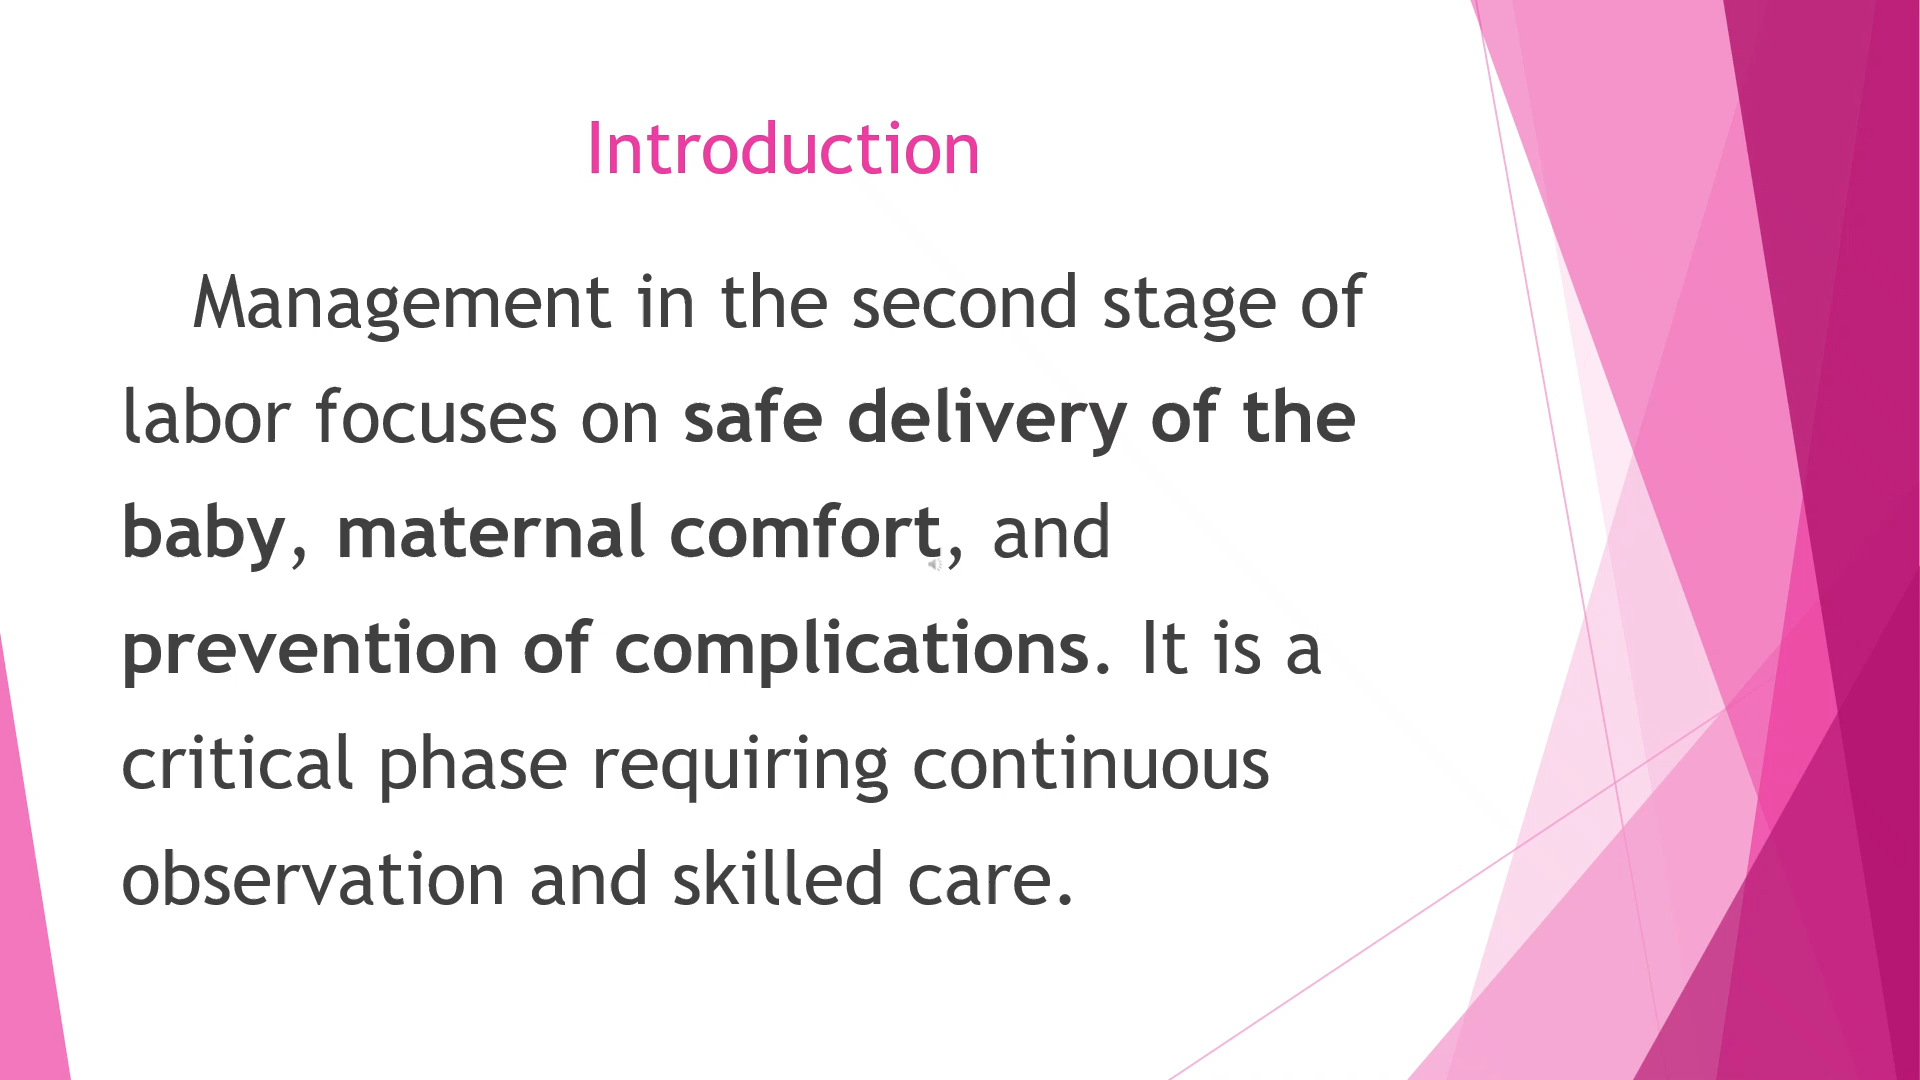 Introduction
Management in the second stage of
labor focuses on safe delivery of the
baby, maternal comfort, and
prevention of complications. It is a
critical phase requiring continuous
observation and skilled care.